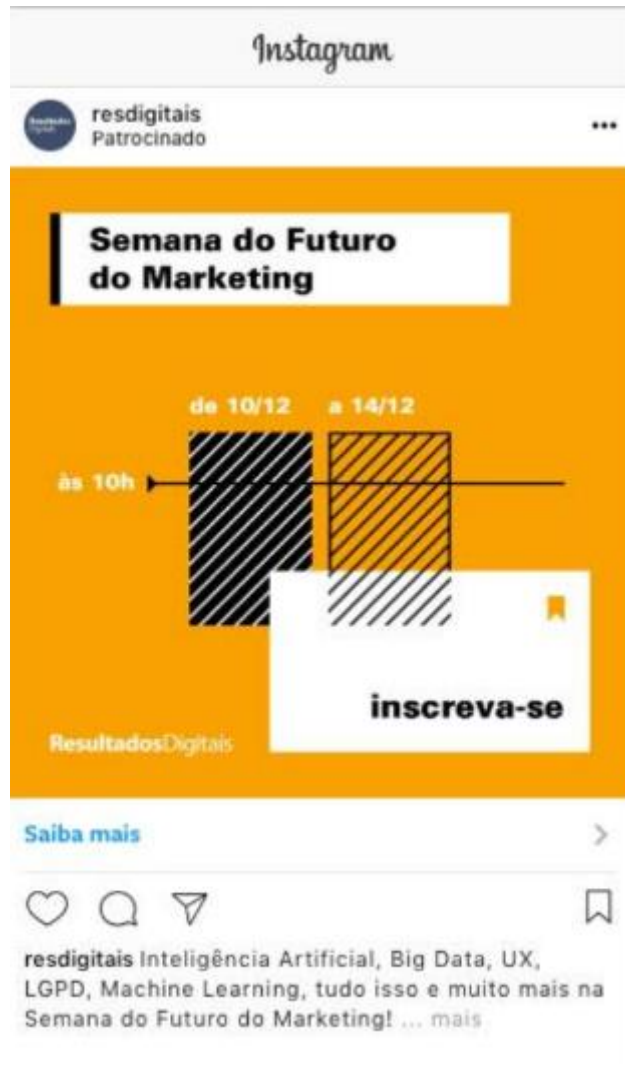 Instagram
resdigitais
Patrocinado
Semana do Futuro
do Marketing
de 10/12 a 14/12
às 10h
inscreva-se
ResultadosDigitais
Saiba mais
resdigitais Inteligência Artificial, Big Data, UX,
LGPD, Machine Learning, tudo isso e muito mais na
Semana do Futuro do Marketing! ... mais